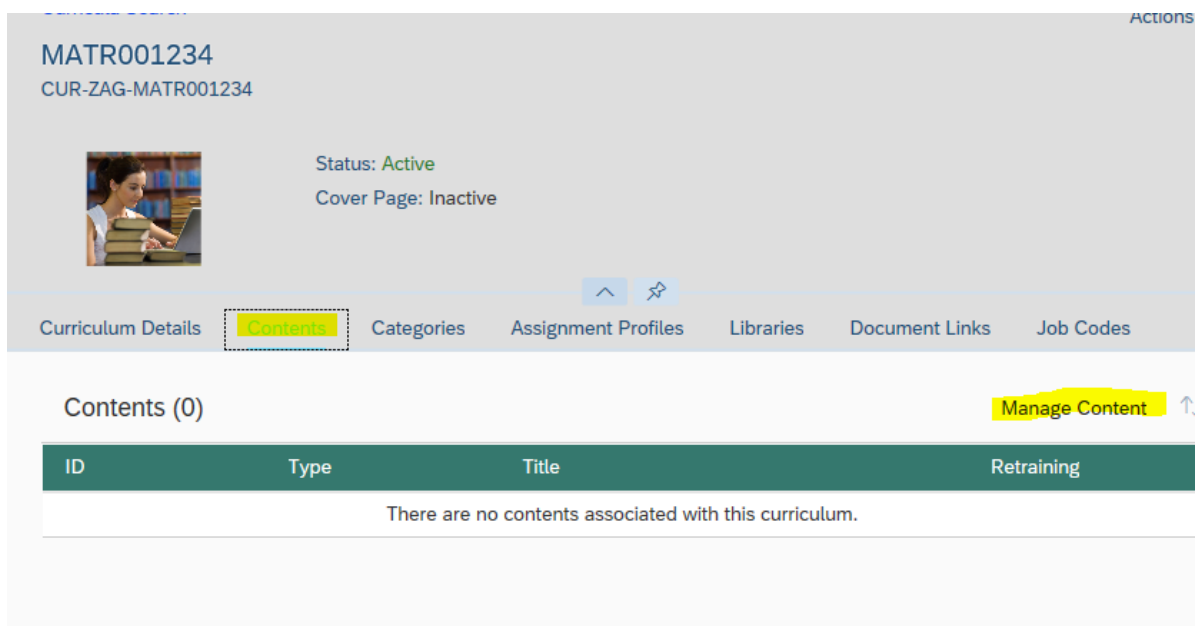 Actions
MATR001234
CUR-ZAG-MATR001234
Status: Active
Cover Page: Inactive
Curriculum Details Contents Categories Assignment Profiles Libraries Document Links Job Codes
Contents (0) Manage Content
ID Type Title Retraining
There are no contents associated with this curriculum.